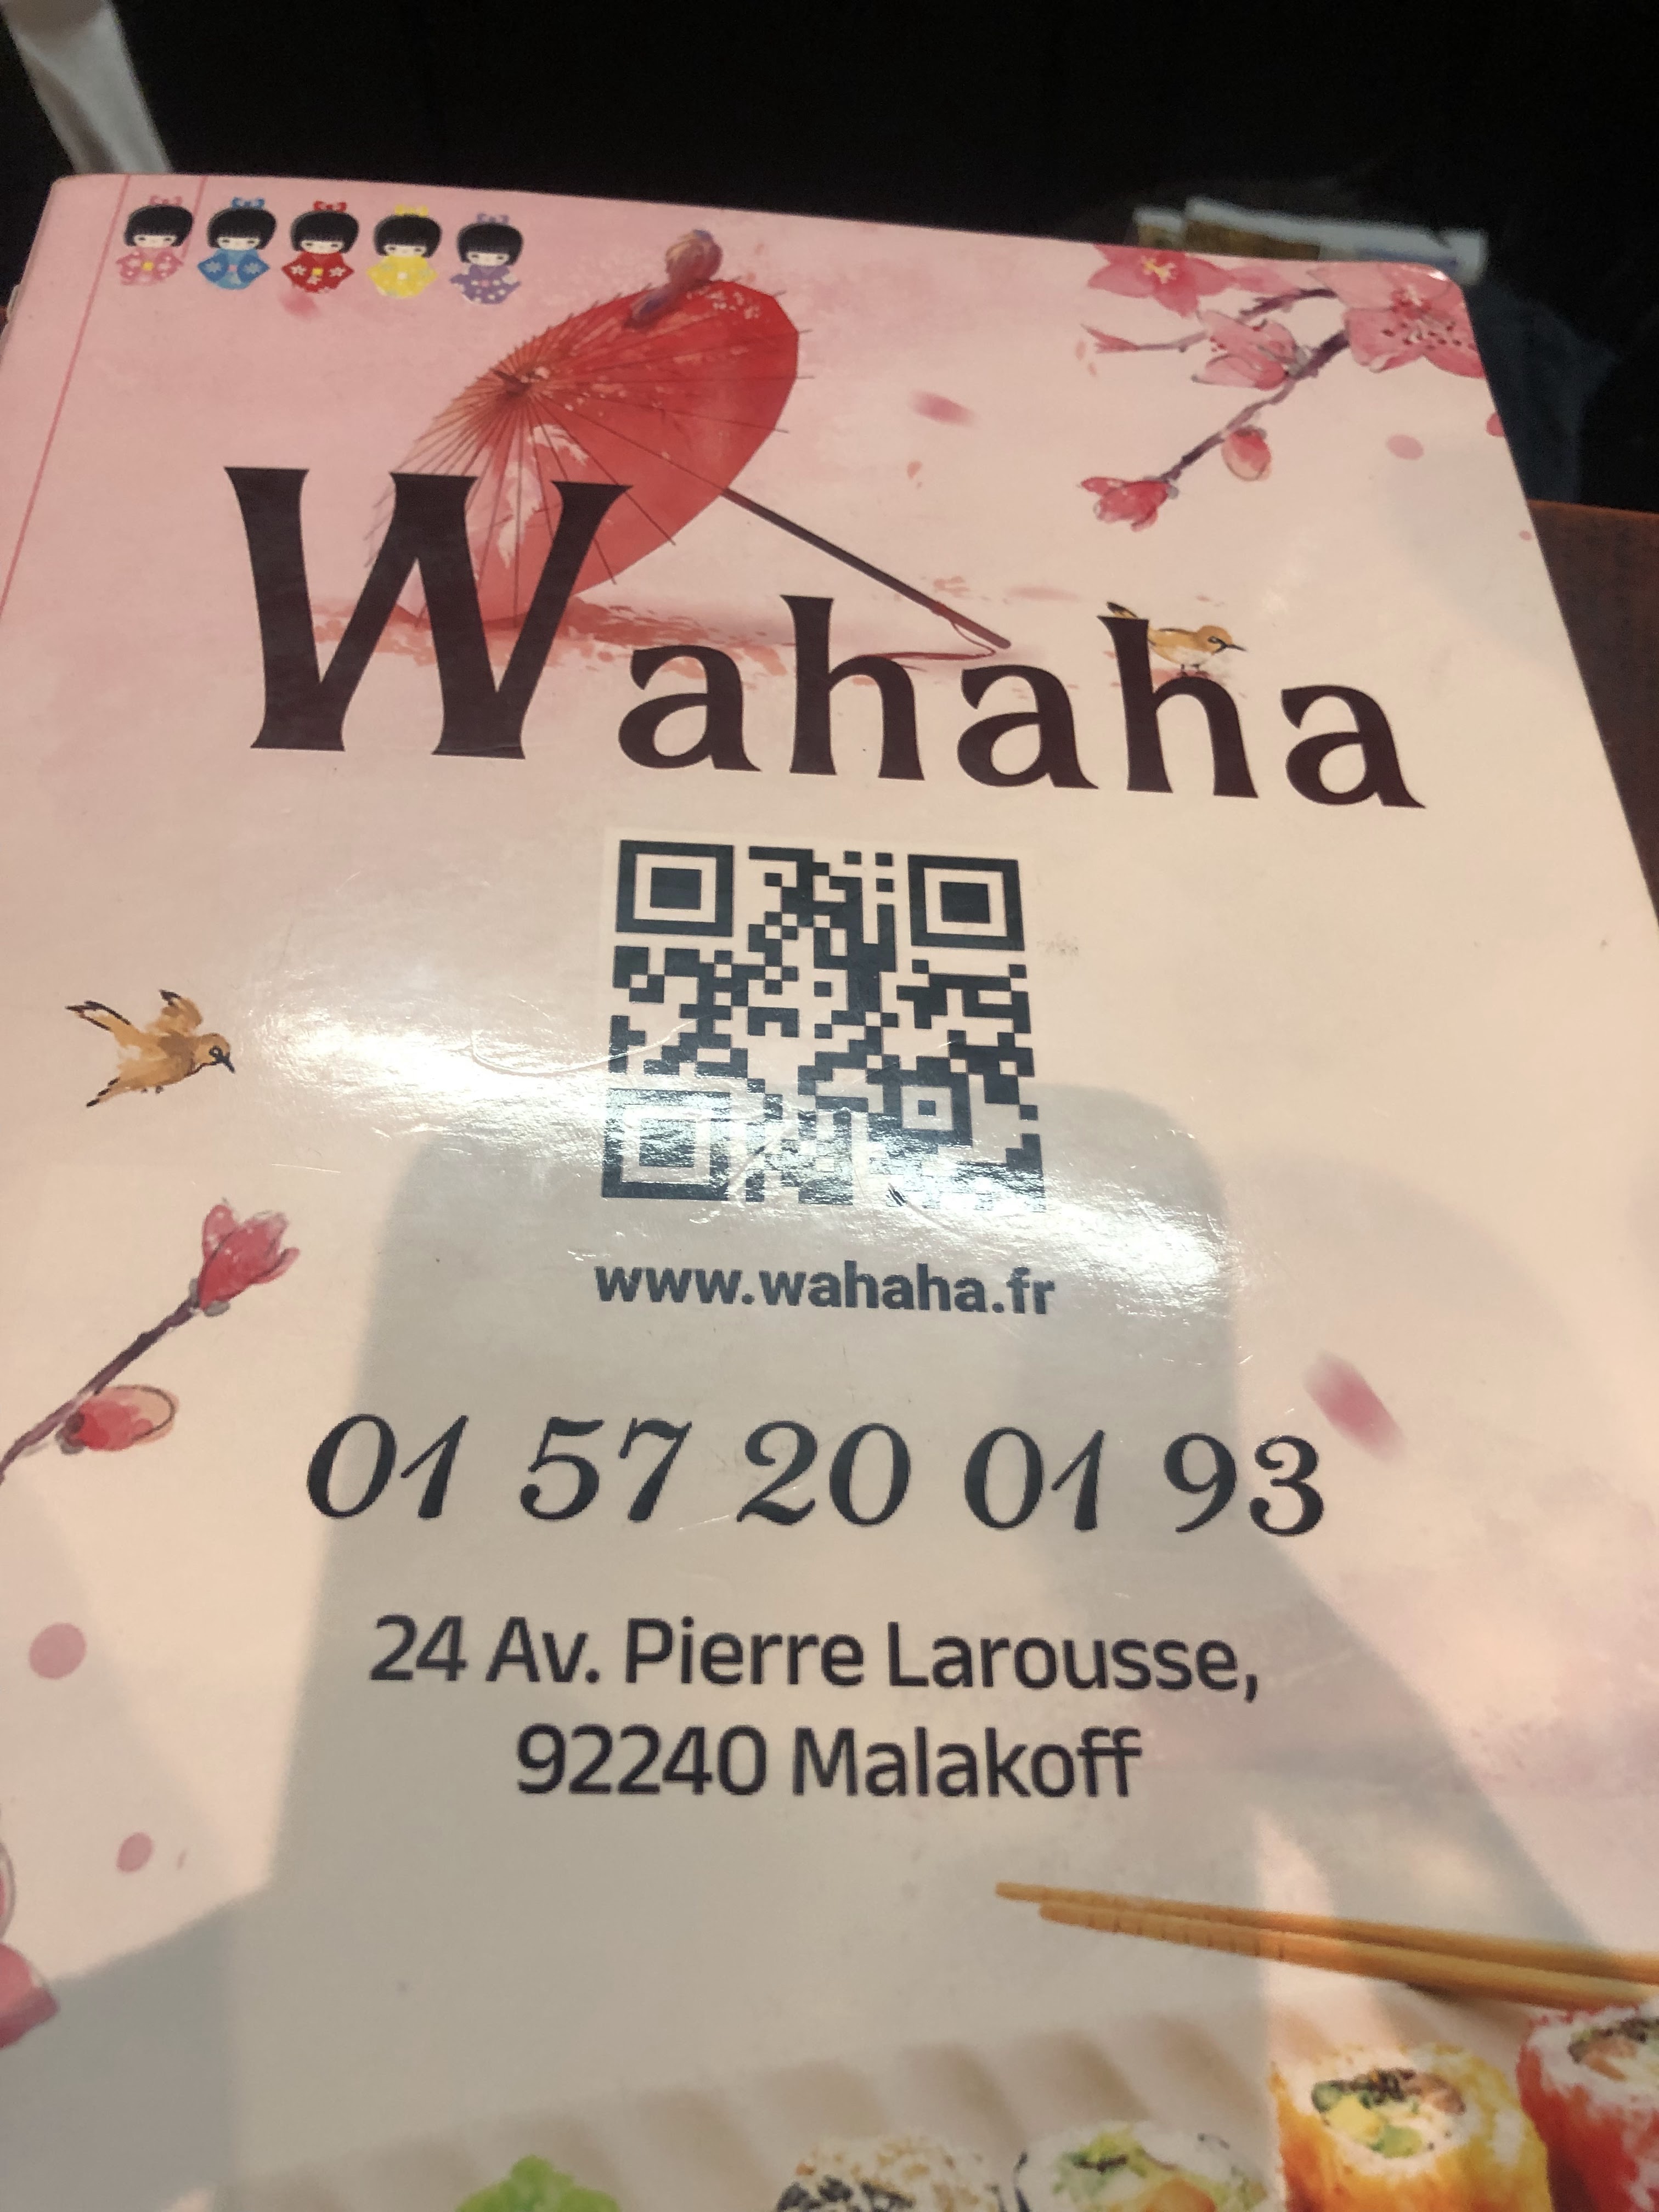 Wahaha
www.wahaha.fr
01 57 20 01 93
24 Av. Pierre Larousse,
92240 Malakoff